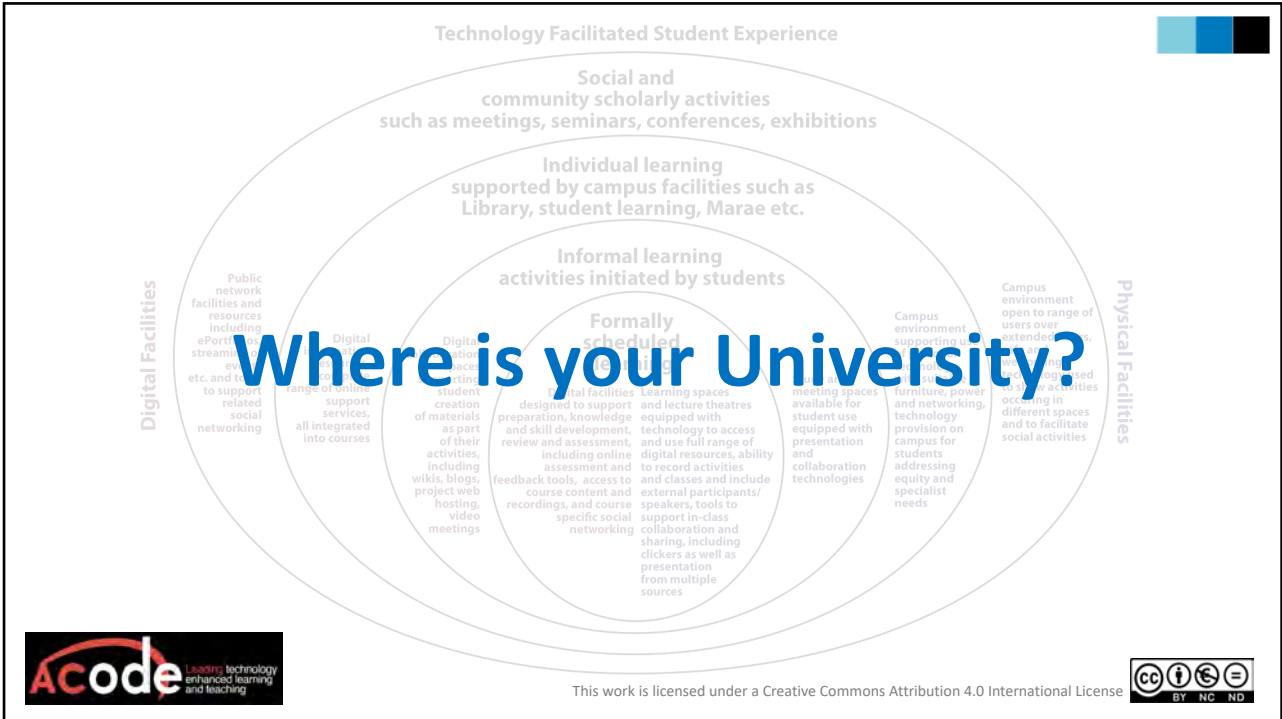 Technology Facilitated Student Experience
Social and
community scholarly activities
such as meetings, seminars, conferences, exhibitions
Individual learning
supported by campus facilities such as
Library, student learning, Marae etc.
Informal learning
activities initiated by students
Formally
scheduled
Where is your University?
Digital Facilities
Public
network
facilities and
resources
including
etc. and
to support
related
social
networking
Digital
range of online
support
services,
all integrated
into courses
student
creation
of materials
as part
of their
activities,
including
wikis, blogs,
project web
hosting,
video
meetings
Digital facilities
designed to support
preparation, knowledge
and skill development,
review and assessment,
including online
assessment and
feedback tools, access to
course content and
recordings, and course
specific social
networking
Learning spaces
and lecture theatres
equipped with
technology to access
and use full range of
digital resources, ability
to record activities
and classes and include
external participants/
speakers, tools to
support in-class
collaboration and
sharing, including
clickers as well as
presentation
from multiple
sources
meeting spaces
available for
student use
equipped with
presentation
and
collaboration
technologies
Campus
environment
supporting
furniture, power
and networking,
technology
provision on
campus for
students
addressing
equity and
specialist
needs
Campus
environment
open to range of
users over
to show activities
occuring in
different spaces
and to facilitate
social activities
Physical Facilities
Acode Leading technology
enhanced learning
and teaching
This work is licensed under a Creative Commons Attribution 4.0 International License
cc
BY NC ND